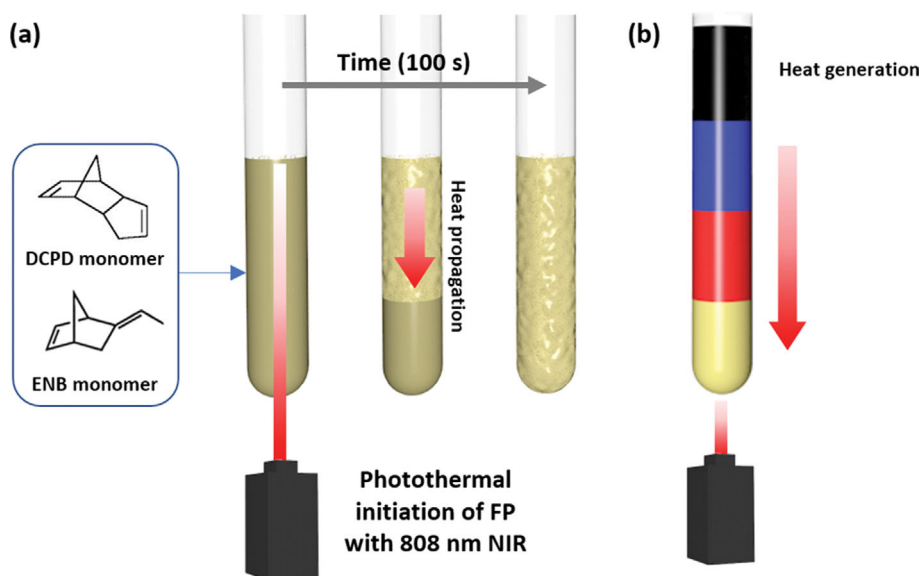 (a)
Time (100 s)
DCPD monomer
ENB monomer
Heat propagation
Photothermal
initiation of FP
with 808 nm NIR
(b)
Heat generation